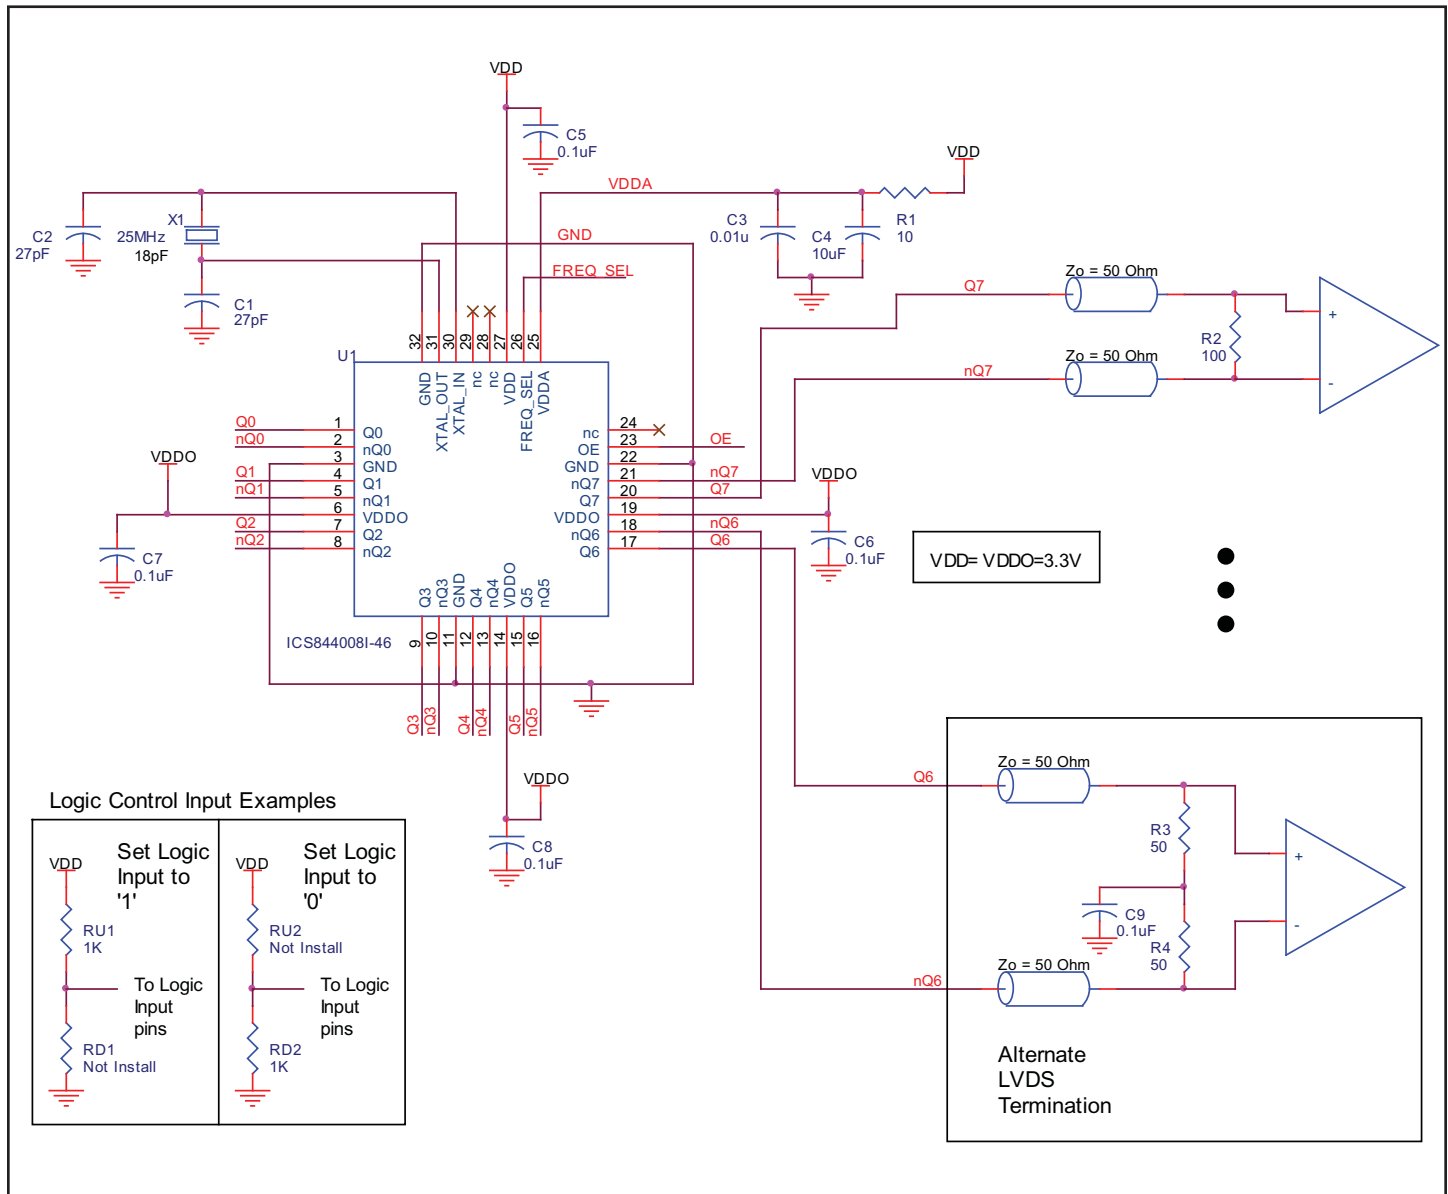 VDD
C5
0.1uF
VDD
VDDA
X1
25MHz
18pF
C2
27pF
C3
0.01u
C4
10uF
R1
10
GND
FREQ_SEL
C1
27pF
Zo = 50 Ohm
Q7
R2
100
+
-
Zo = 50 Ohm
nQ7
32
31
30
29
28
27
26
25
U1
GND
XTAL_OUT
XTAL_IN
nc
nc
VDD
FREQ_SEL
VDDA
Q0
nQ0
Q1
nQ1
Q2
nQ2
1
2
3
4
5
6
7
8
Q0
nQ0
GND
Q1
nQ1
VDDO
Q2
nQ2
VDDO
C7
0.1uF
nc
OE
GND
nQ7
Q7
VDDO
nQ6
Q6
24
23
22
21
20
19
18
17
OE
nQ7
Q7
nQ6
Q6
VDDO
C6
0.1uF
VDD= VDDO=3.3V
Q3
nQ3
GND
Q4
nQ4
VDDO
Q5
nQ5
ICS844008I-46
9
10
11
12
13
14
15
16
Q3
nQ3
Q4
nQ4
Q5
nQ5
VDDO
C8
0.1uF
Zo = 50 Ohm
Q6
R3
50
C9
0.1uF
R4
50
+
-
Zo = 50 Ohm
nQ6
Alternate
LVDS
Termination
Logic Control Input Examples
VDD
Set Logic
Input to
'1'
RU1
1K
To Logic
Input
pins
RD1
Not Install
VDD
Set Logic
Input to
'0'
RU2
Not Install
To Logic
Input
pins
RD2
1K